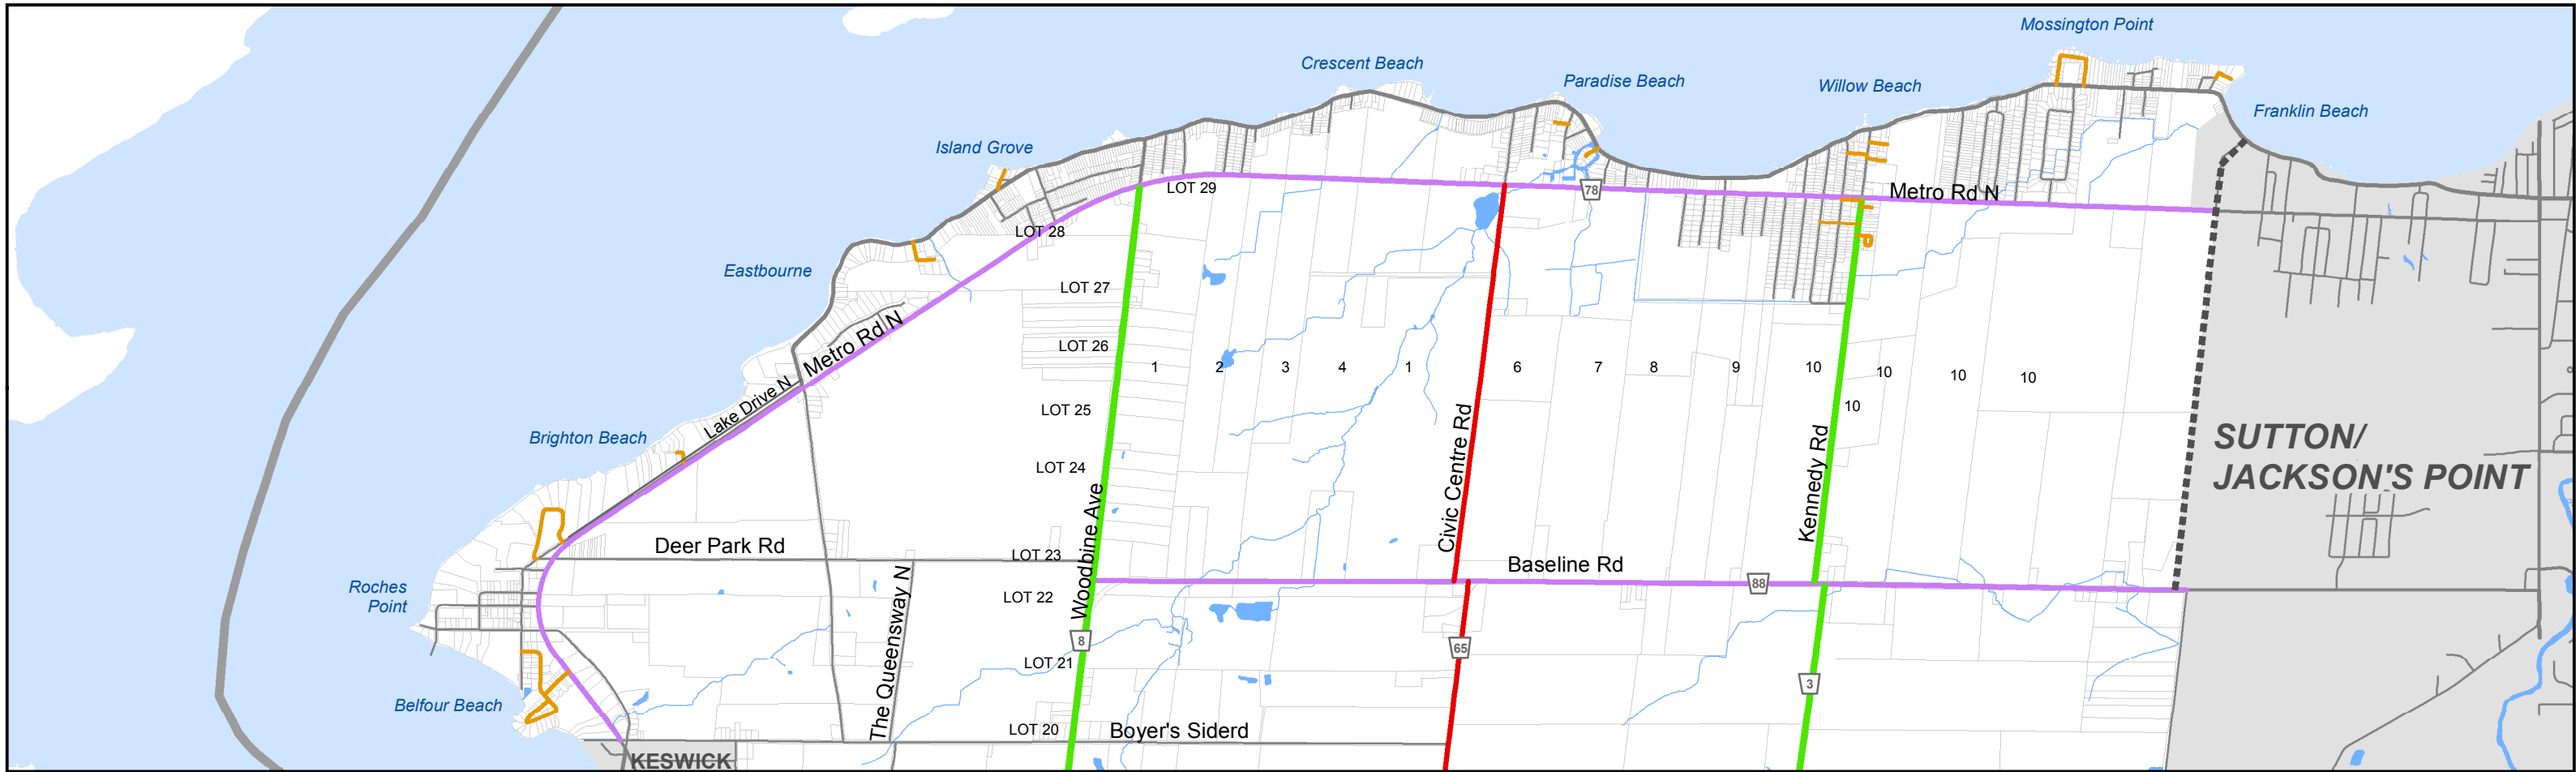 Mossington Point
Crescent Beach
Paradise Beach
Willow Beach
Franklin Beach
Island Grove
LOT 29
78
Metro Rd N
LOT 28
Eastbourne
LOT 27
Metro Rd N
LOT 26
1
2
3
4
1
6
7
8
9
10
10
10
10
10
Lake Drive N
LOT 25
Brighton Beach
Civic Centre Rd
Kennedy Rd
SUTTON/
JACKSON'S POINT
LOT 24
Woodbine Ave
Deer Park Rd
LOT 23
Baseline Rd
88
Roches
Point
LOT 22
The Queensway N
8
65
LOT 21
3
Belfour Beach
LOT 20
Boyer's Siderd
KESWICK